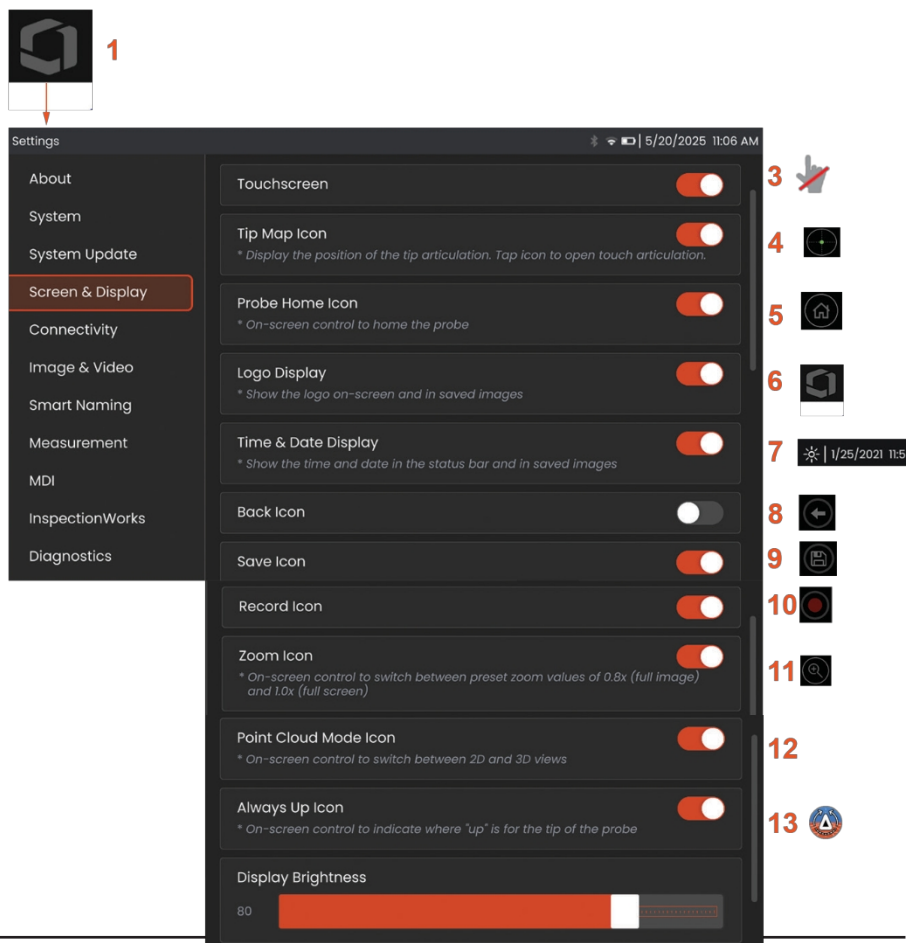 1
Settings
5/20/2025 11:06 AM
About
System
System Update
Screen & Display
Connectivity
Image & Video
Smart Naming
Measurement
MDI
InspectionWorks
Diagnostics
Touchscreen
3
Tip Map Icon
* Display the position of the tip articulation. Tap icon to open touch articulation.
4
Probe Home Icon
* On-screen control to home the probe
5
Logo Display
* Show the logo on-screen and in saved images
6
Time & Date Display
* Show the time and date in the status bar and in saved images
7
1/25/2021 11:5
Back Icon
8
Save Icon
9
Record Icon
10
Zoom Icon
* On-screen control to switch between preset zoom values of 0.8x (full image)
and 1.0x (full screen)
11
Point Cloud Mode Icon
* On-screen control to switch between 2D and 3D views
12
Always Up Icon
* On-screen control to indicate where "up" is for the tip of the probe
13
Display Brightness
80